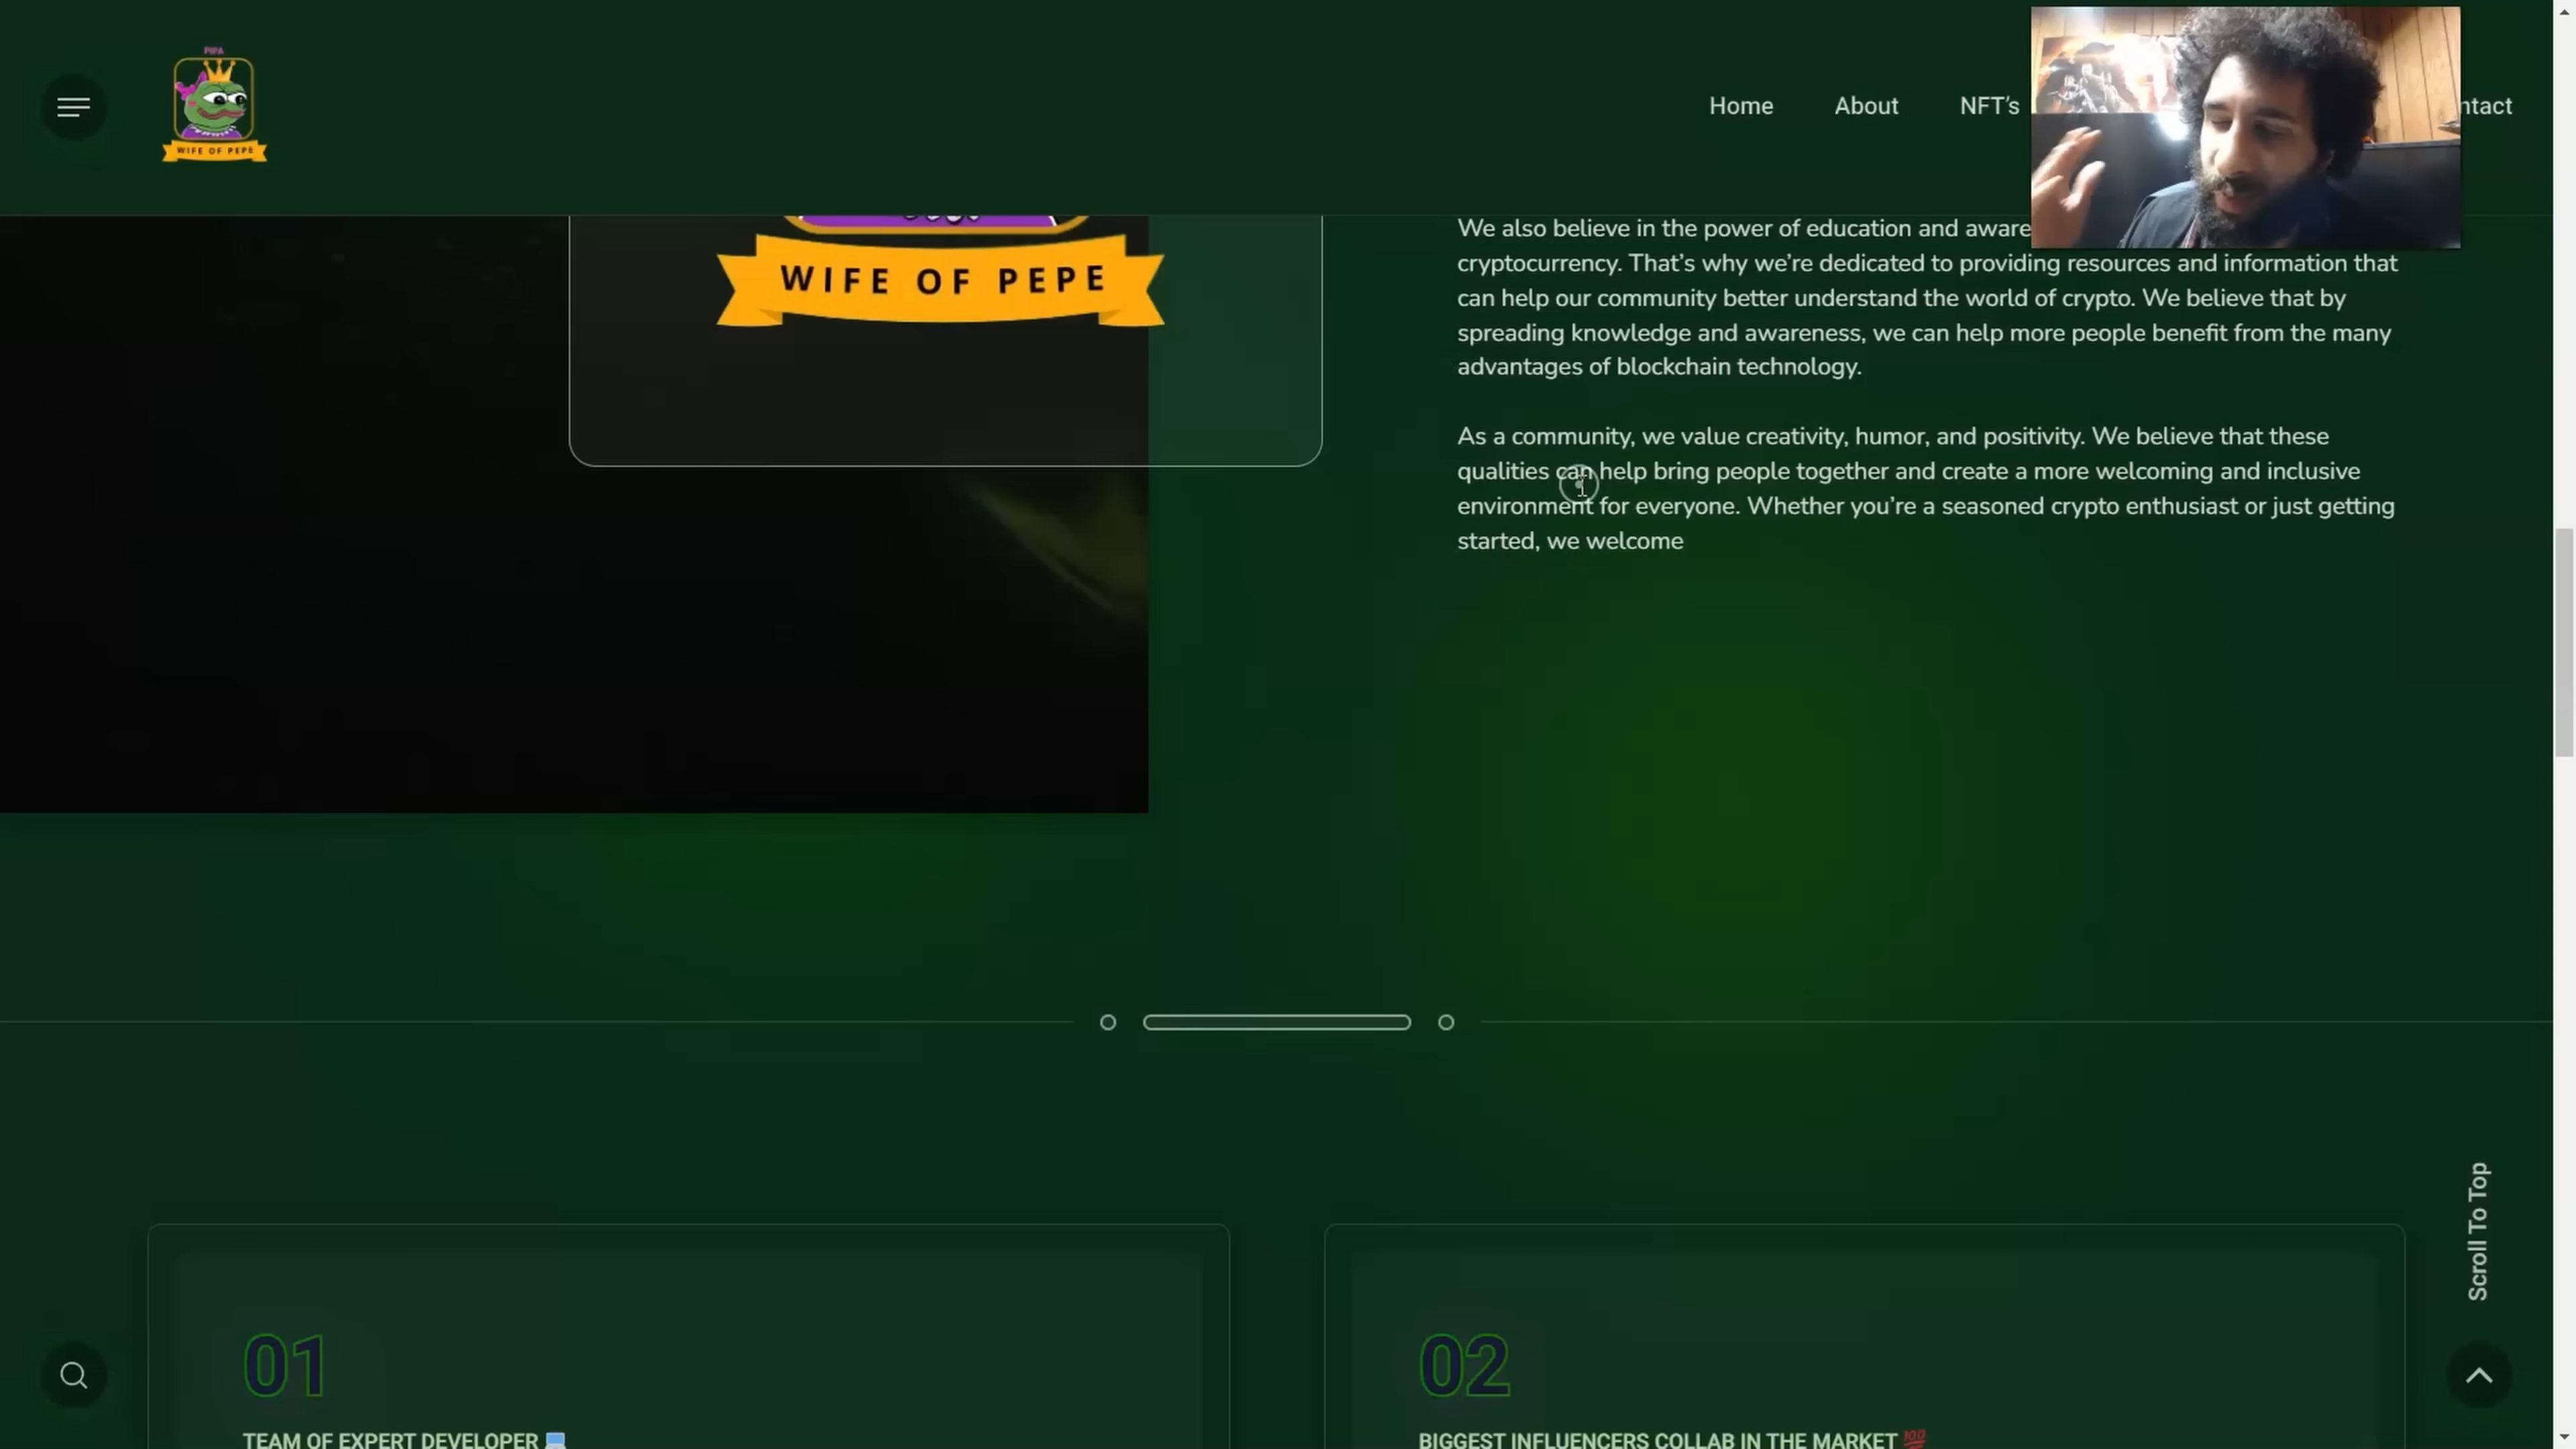 PIPA
WIFE OF PEPE
Home
About
NFT's
ntact
WIFE OF PEPE
We also believe in the power of education and aware
cryptocurrency. That's why we're dedicated to providing resources and information that
can help our community better understand the world of crypto. We believe that by
spreading knowledge and awareness, we can help more people benefit from the many
advantages of blockchain technology.
As a community, we value creativity, humor, and positivity. We believe that these
qualities can help bring people together and create a more welcoming and inclusive
environment for everyone. Whether you're a seasoned crypto enthusiast or just getting
started, we welcome
Scroll To Top
01
TEAM OF EXPERT DEVELOPER 💻
02
BIGGEST INFLUENCERS COLLAB IN THE MARKET 💯